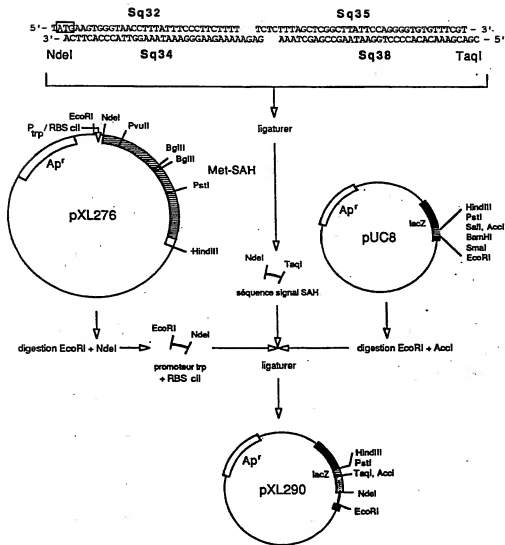 Sq32 Sq35
5'- TATGAAGTGGGTAACCTTTATTTCCCTTCTTTT TCTCTTTAGCTCGGCTTATTCCAGGGGTGTGTTTCGT
3'- ACTTCACCCATTGGAAATAAAGGGAAGAAAAAGAG AAATCGAGCCGAATAAGGTCCCCACACAAAGCAGC - 5'
NdeI Sq34 Sq38 TaqI
ligaturer
EcoRI NdeI
Ptrp/RBS cII
PvuII
BglII
BglII
Met-SAH
PstI
Apr
pXL276
HindIII
Apr
lacZ
pUC8
HindIII
PstI
SalI, AccI
BamHI
SmaI
EcoRI
NdeI TaqI
séquence signal SAH
digestion EcoRI + NdeI
EcoRI NdeI
promoteur trp
+ RBS cII
ligaturer
digestion EcoRI + AccI
Apr
pXL290
lacZ
HindIII
PstI
TaqI, AccI
NdeI
EcoRI